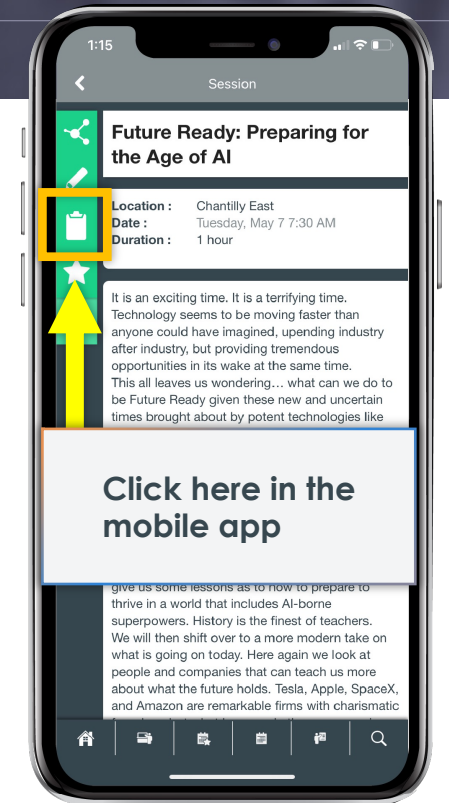 1:15
Session
Future Ready: Preparing for
the Age of AI
Location : Chantilly East
Date : Tuesday, May 7 7:30 AM
Duration : 1 hour
It is an exciting time. It is a terrifying time.
Technology seems to be moving faster than
anyone could have imagined, upending industry
after industry, but providing tremendous
opportunities in its wake at the same time.
This all leaves us wondering… what can we do to
be Future Ready given these new and uncertain
times brought about by potent technologies like
Click here in the
mobile app
give us some lessons as to how to prepare to
thrive in a world that includes AI-borne
superpowers. History is the finest of teachers.
We will then shift over to a more modern take on
what is going on today. Here again we look at
people and companies that can teach us more
about what the future holds. Tesla, Apple, SpaceX,
and Amazon are remarkable firms with charismatic